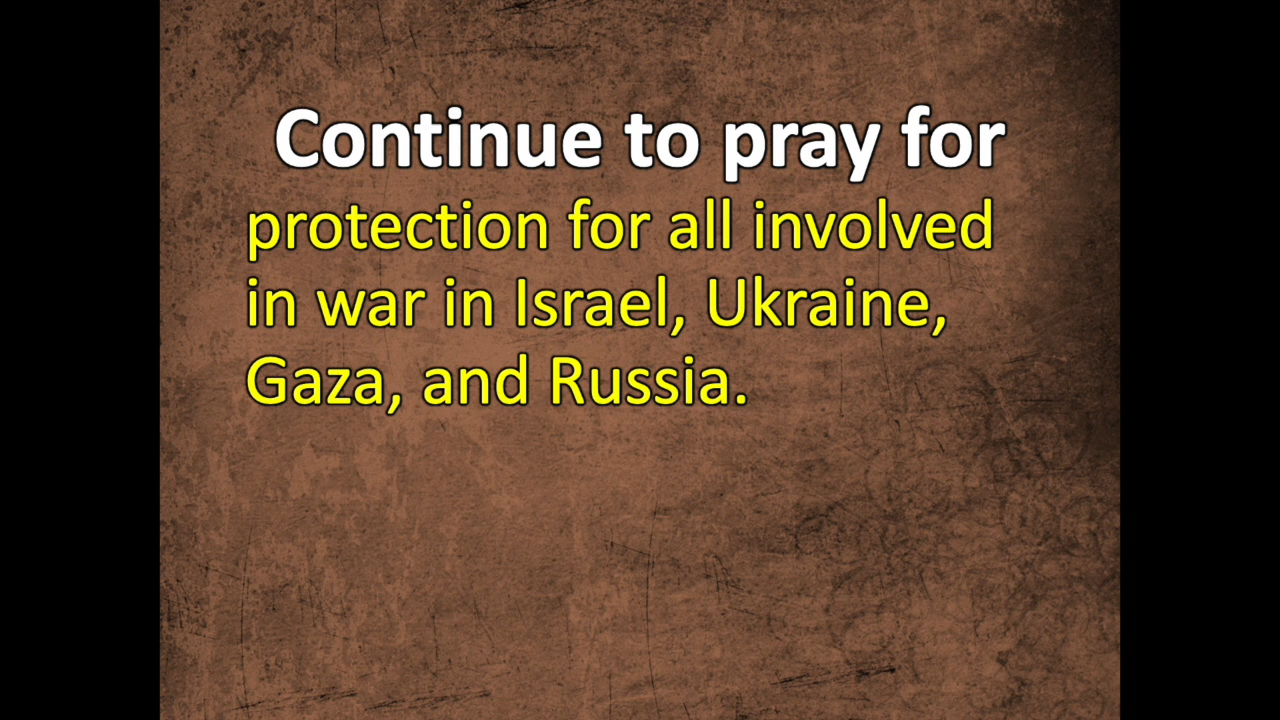 Continue to pray for
protection for all involved
in war in Israel, Ukraine,
Gaza, and Russia.